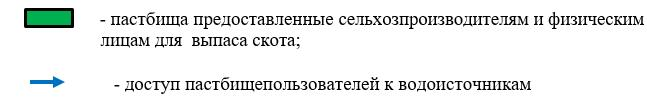 - пастбища предоставленные сельхозпроизводителям и физическим
лицам для выпаса скота;
- доступ пастбищепользователей к водоисточникам